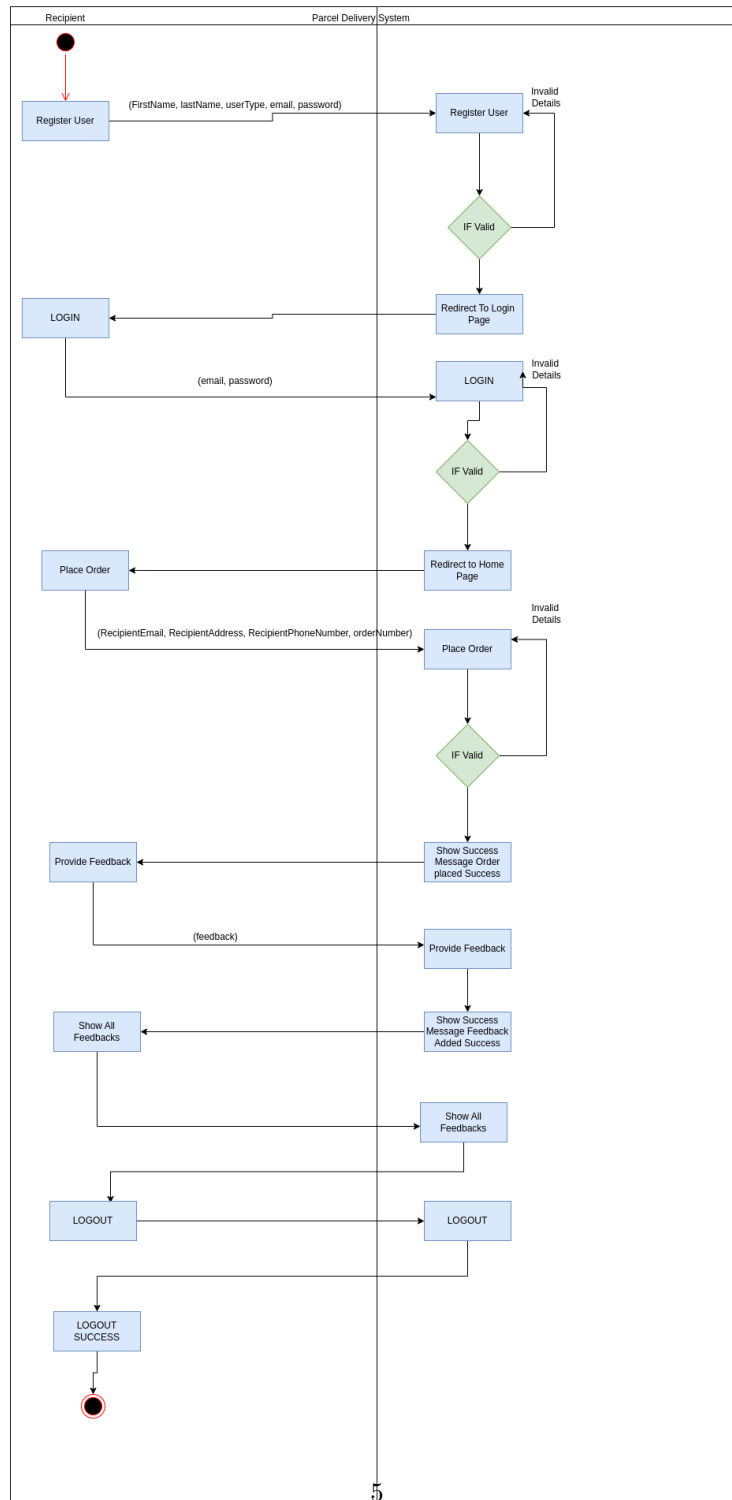 Recipient
Parcel Delivery System
Register User
(FirstName, lastName, userType, email, password)
Register User
Invalid
Details
IF Valid
Redirect To Login
Page
LOGIN
(email, password)
LOGIN
Invalid
Details
IF Valid
Redirect to Home
Page
Place Order
(RecipientEmail, RecipientAddress, RecipientPhoneNumber, orderNumber)
Place Order
Invalid
Details
IF Valid
Show Success
Message Order
placed Success
Provide Feedback
(feedback)
Provide Feedback
Show Success
Message Feedback
Added Success
Show All
Feedbacks
Show All
Feedbacks
LOGOUT
LOGOUT
LOGOUT
SUCCESS
5